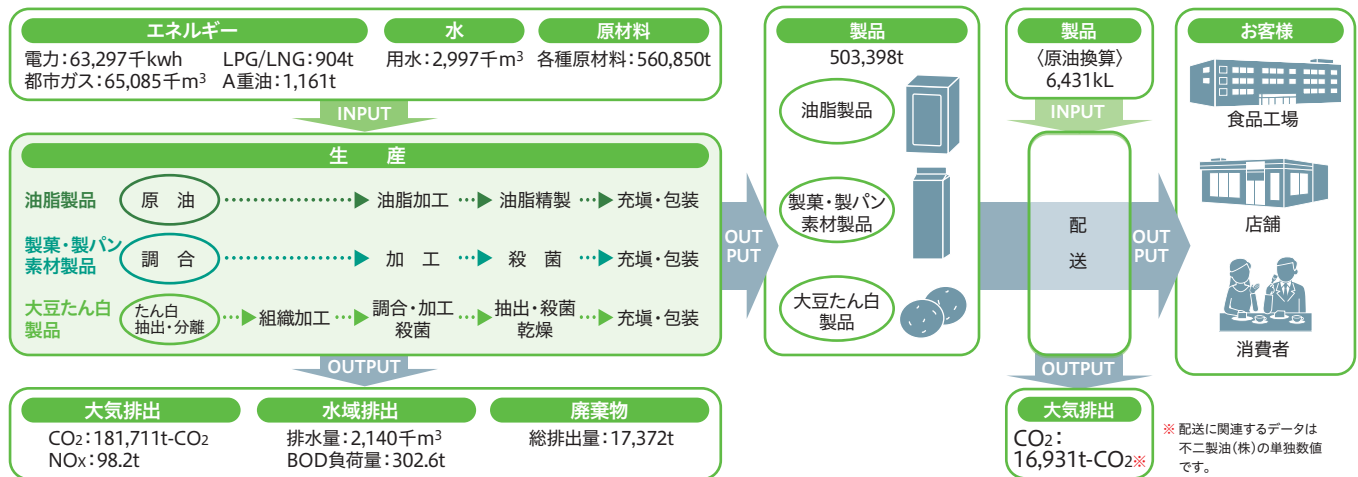 エネルギー
電力：63,297千kwh LPG/LNG：904t
都市ガス：65,085千m³ A重油：1,161t
水
用水：2,997千m³
原材料
各種原材料：560,850t
INPUT
生 産
油脂製品 原 油 油脂加工 油脂精製 充塡・包装
製菓・製パン
素材製品
調 合 加 工 殺 菌 充塡・包装
大豆たん白
製品
たん白
抽出・分離
組織加工
調合・加工
殺菌
抽出・殺菌
乾燥
充塡・包装
OUTPUT
大気排出
CO₂：181,711t-CO₂
NOx：98.2t
水域排出
排水量：2,140千m³
BOD負荷量：302.6t
廃棄物
総排出量：17,372t
OUT
PUT
製品
503,398t
油脂製品
製菓・製パン
素材製品
大豆たん白
製品
製品
〈原油換算〉
6,431kL
INPUT
配
送
OUTPUT
大気排出
CO₂：
16,931t-CO₂※
OUT
PUT
お客様
食品工場
店舗
消費者
※ 配送に関連するデータは
不二製油（株）の単独数値
です。